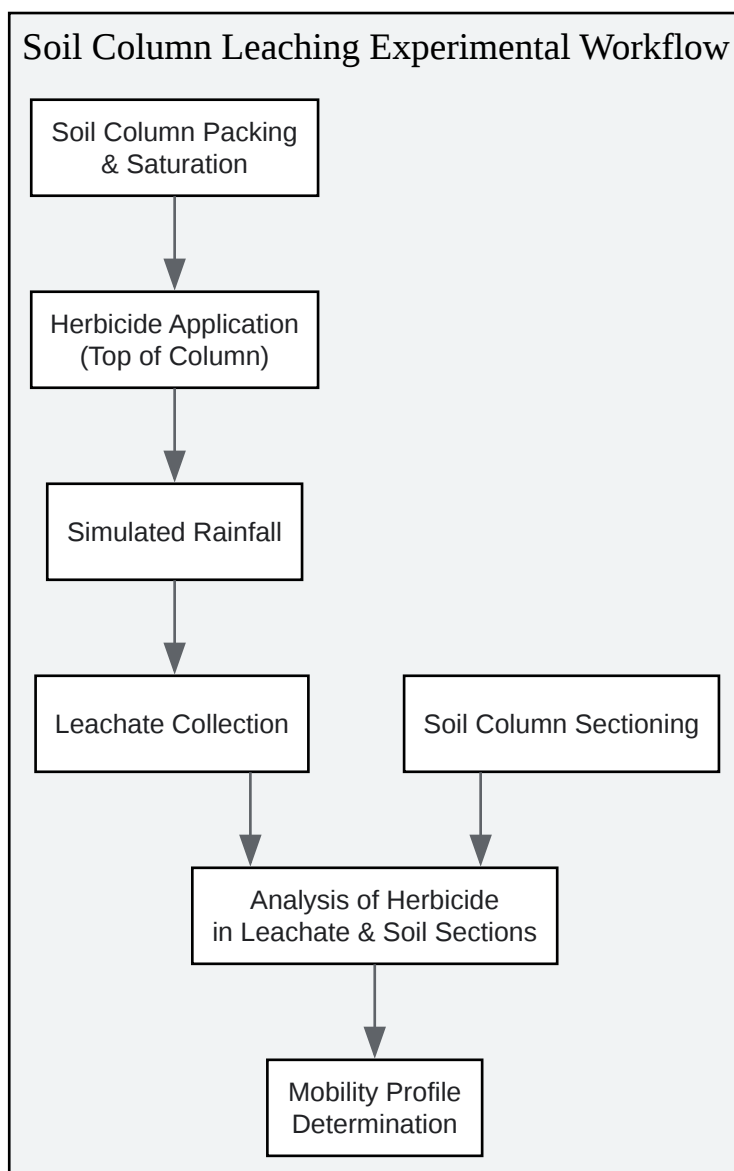 Soil Column Leaching Experimental Workflow
Soil Column Packing
& Saturation
Herbicide Application
(Top of Column)
Simulated Rainfall
Leachate Collection
Soil Column Sectioning
Analysis of Herbicide
in Leachate & Soil Sections
Mobility Profile
Determination